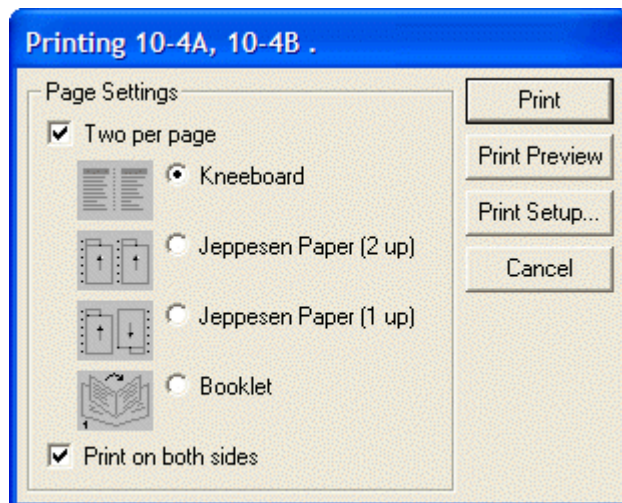 Printing 10-4A, 10-4B .
Page Settings
Two per page
Kneeboard
Jeppesen Paper (2 up)
Jeppesen Paper (1 up)
1
Booklet
Print on both sides
Print
Print Preview
Print Setup...
Cancel